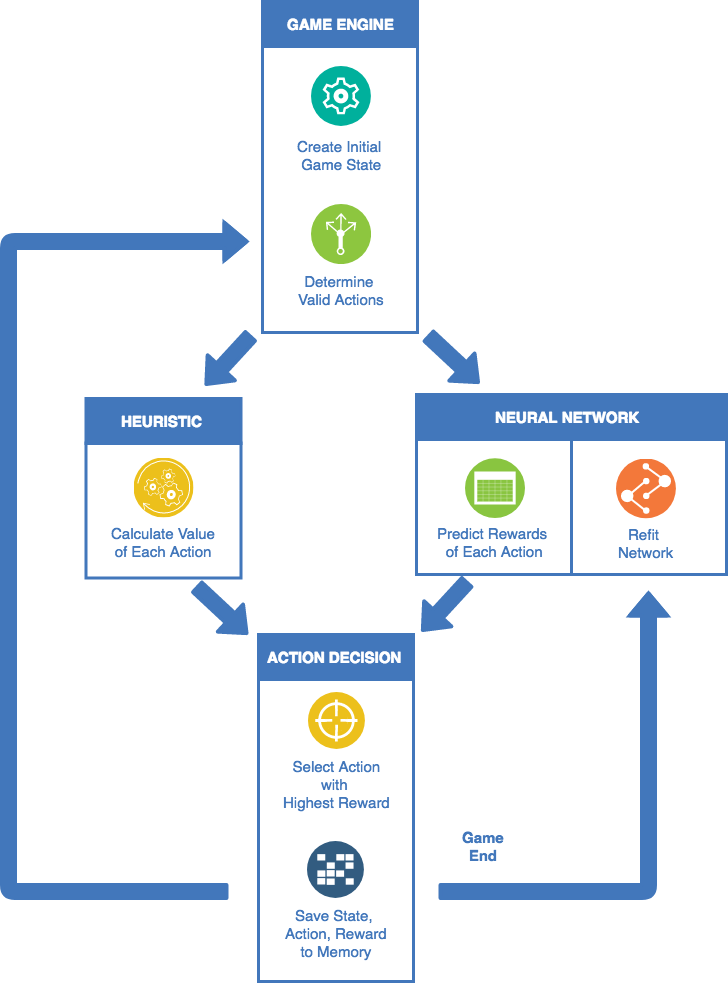 GAME ENGINE
Create Initial
Game State
Determine
Valid Actions
HEURISTIC
Calculate Value
of Each Action
NEURAL NETWORK
Predict Rewards
of Each Action
Refit
Network
ACTION DECISION
Select Action
with
Highest Reward
Game
End
Save State,
Action, Reward
to Memory